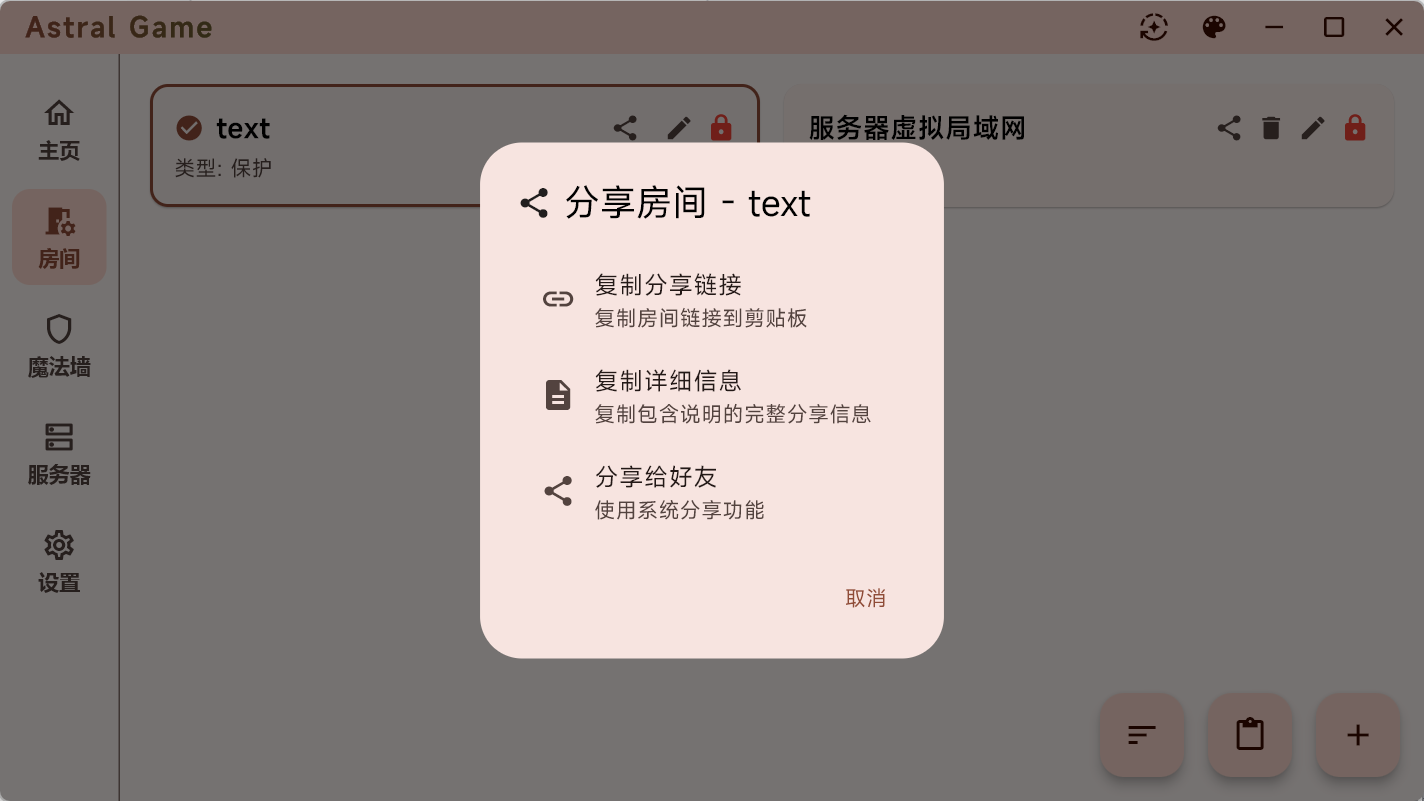 Astral Game
主页
房间
魔法墙
服务器
设置
text
类型: 保护
服务器虚拟局域网
分享房间 - text
复制分享链接
复制房间链接到剪贴板
复制详细信息
复制包含说明的完整分享信息
分享给好友
使用系统分享功能
取消